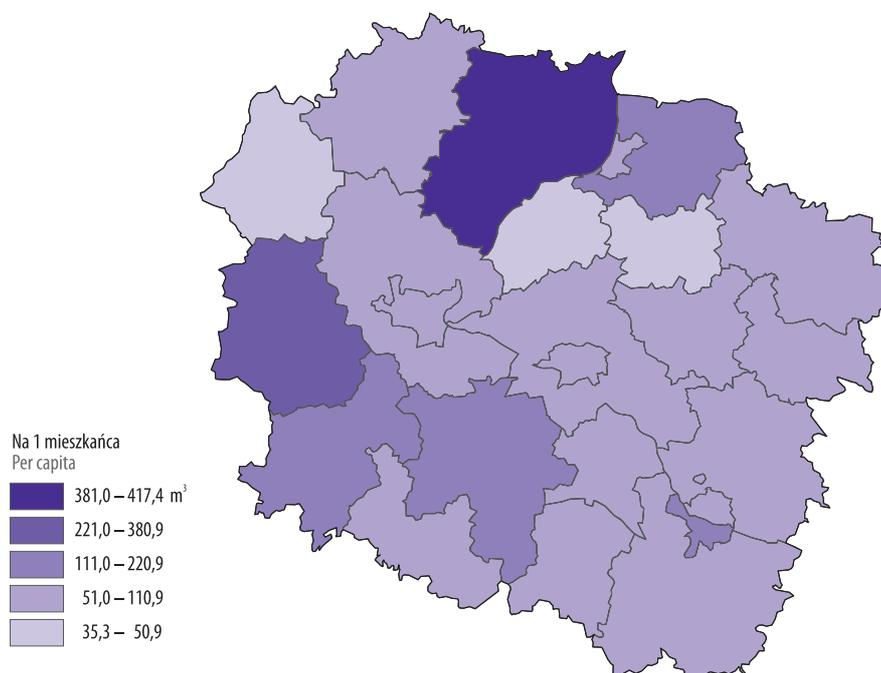 Na 1 mieszkańca
Per capita
381,0 – 417,4 m³
221,0 – 380,9
111,0 – 220,9
51,0 – 110,9
35,3 – 50,9